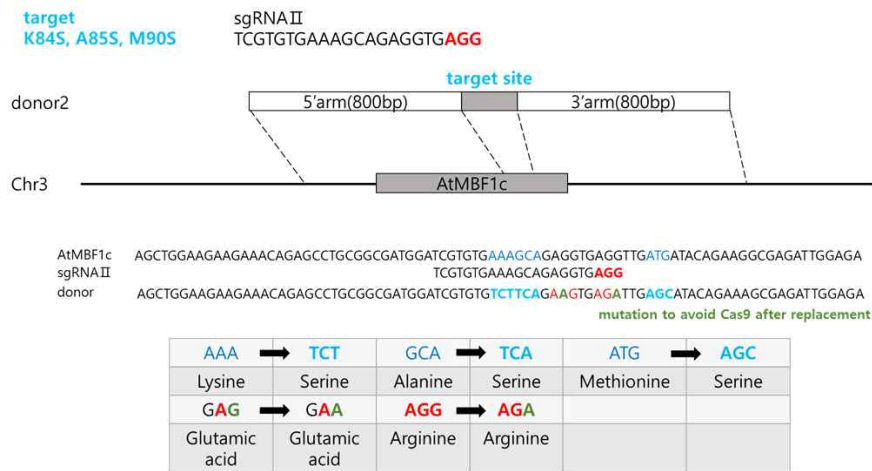 target sgRNAⅡ
K84S, A85S, M90S TCGTGTGAAAGCAGAGGTGAGG
target site
donor2 5'arm(800bp) 3'arm(800bp)
Chr3 AtMBF1c
AtMBF1c AGCTGGAAGAAGAAACAGAGCCTGCGGCGATGGATCGTGTGAAAGCAGAGGTGAGGTTGATGATACAGAAGGCGAGATTGGAGA
sgRNAⅡ TCGTGTGAAAGCAGAGGTGAGG
donor AGCTGGAAGAAGAAACAGAGCCTGCGGCGATGGATCGTGTGTCTTCAGAAGTGAGATTGAGCATACAGAAAGCGAGATTGGAGA
mutation to avoid Cas9 after replacement
AAA TCT GCA TCA ATG AGC
Lysine Serine Alanine Serine Methionine Serine
GAG GAA AGG AGA
Glutamic acid Glutamic acid Arginine Arginine